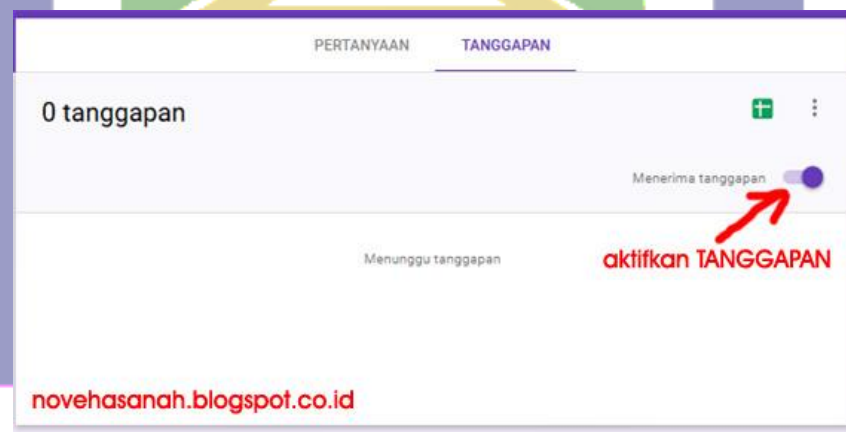 PERTANYAAN TANGGAPAN
0 tanggapan
Menerima tanggapan
Menunggu tanggapan
aktifkan TANGGAPAN
novehasanah.blogspot.co.id